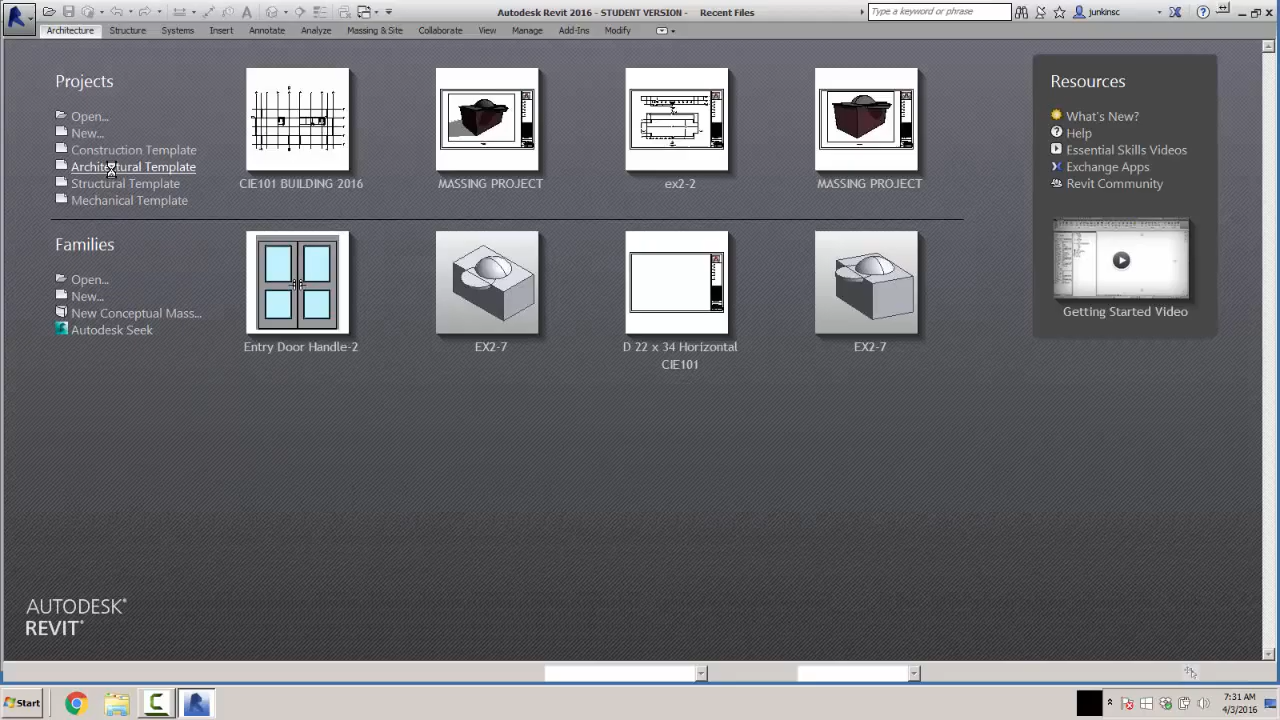 Autodesk Revit 2016 - STUDENT VERSION - Recent Files
Type a keyword or phrase
junkinsc
Architecture Structure Systems Insert Annotate Analyze Massing & Site Collaborate View Manage Add-Ins Modify
Projects
Open...
New...
Construction Template
Architectural Template
Structural Template
Mechanical Template
CIE101 BUILDING 2016
MASSING PROJECT
ex2-2
MASSING PROJECT
Families
Open...
New...
New Conceptual Mass...
Autodesk Seek
Entry Door Handle-2
EX2-7
D 22 x 34 Horizontal
CIE101
EX2-7
Resources
What's New?
Help
Essential Skills Videos
Exchange Apps
Revit Community
Getting Started Video
AUTODESK®
REVIT®
Start
7:31 AM
4/3/2016